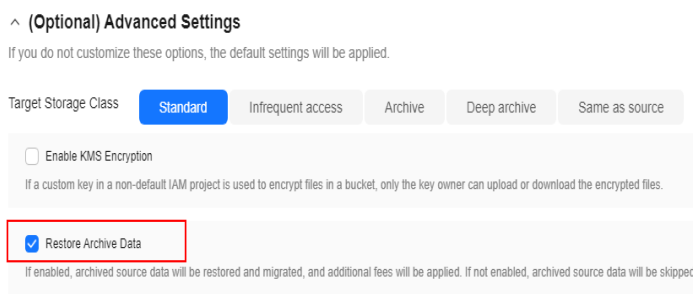 (Optional) Advanced Settings
If you do not customize these options, the default settings will be applied.
Target Storage Class Standard Infrequent access Archive Deep archive Same as source
Enable KMS Encryption
If a custom key in a non-default IAM project is used to encrypt files in a bucket, only the key owner can upload or download the encrypted files.
Restore Archive Data
If enabled, archived source data will be restored and migrated, and additional fees will be applied. If not enabled, archived source data will be skipped